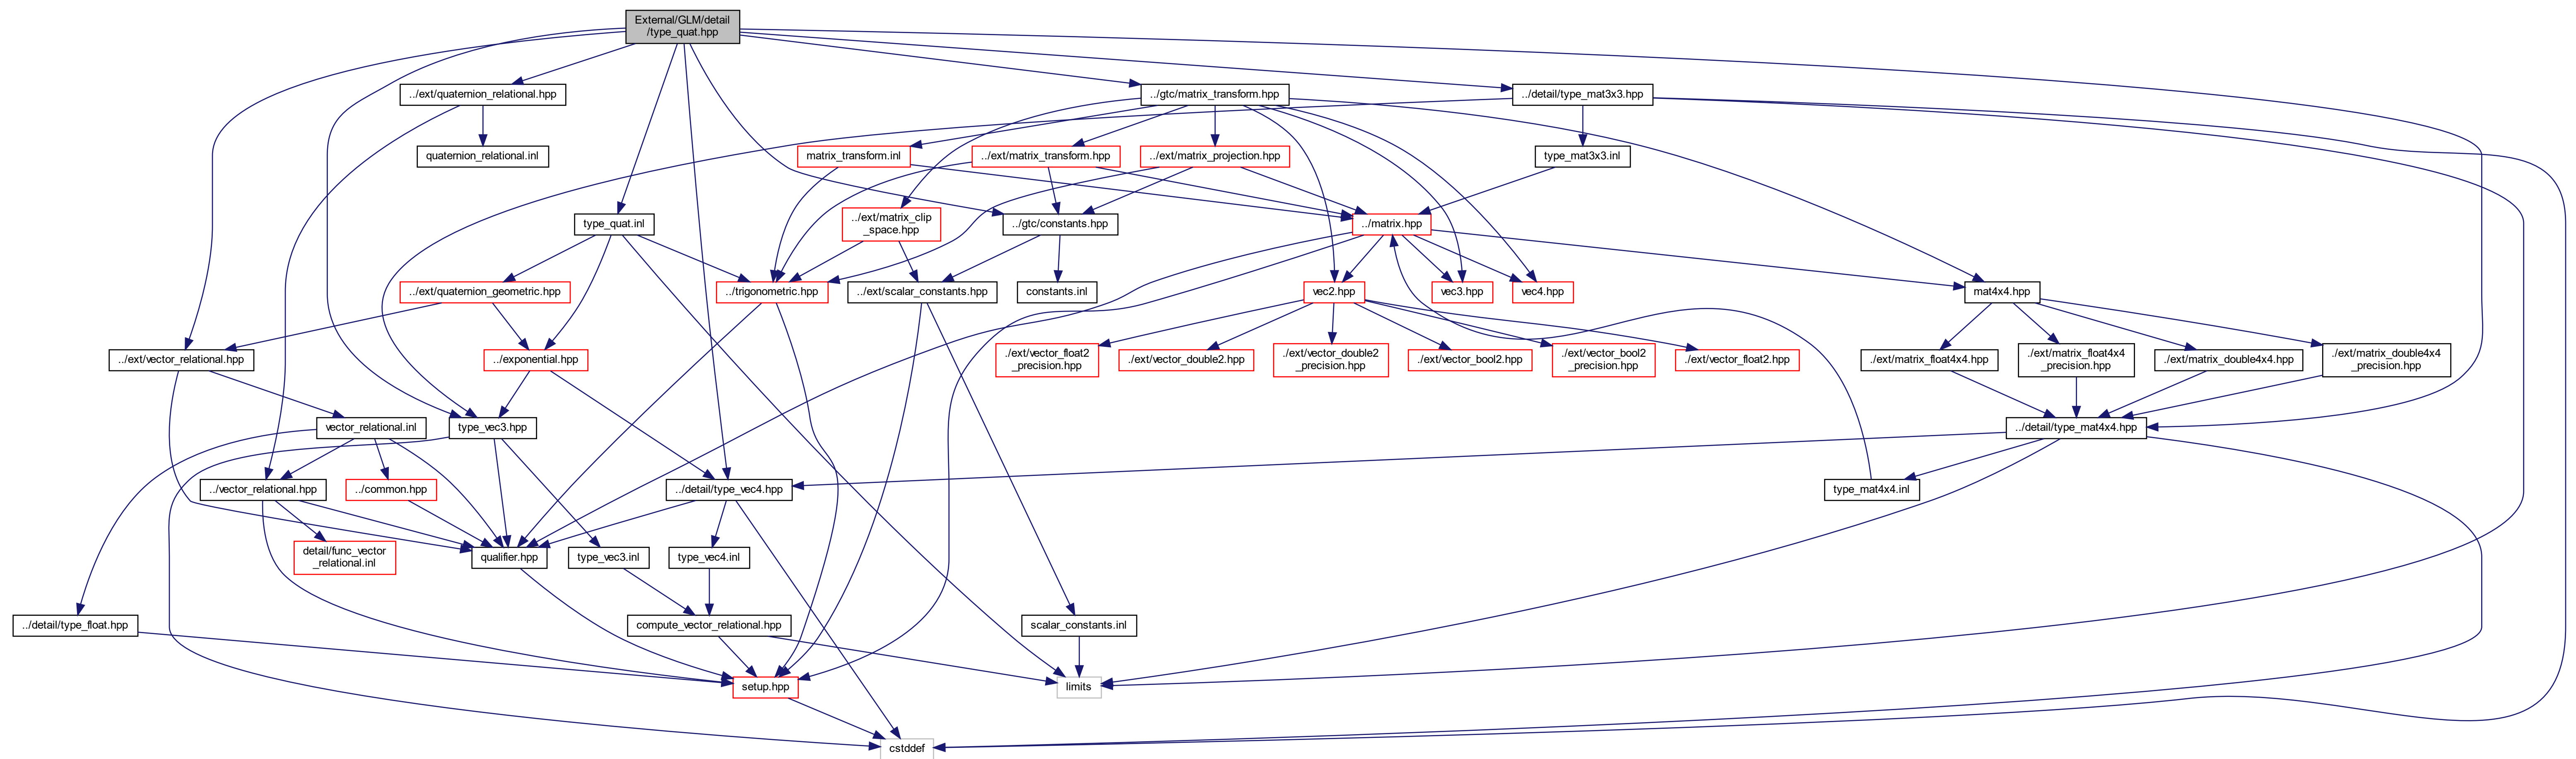 External/GLM/detail
/type_quat.hpp
../ext/quaternion_relational.hpp
../gtc/matrix_transform.hpp
../detail/type_mat3x3.hpp
quaternion_relational.inl
matrix_transform.inl
../ext/matrix_transform.hpp
../ext/matrix_projection.hpp
type_mat3x3.inl
type_quat.inl
../ext/matrix_clip
_space.hpp
../gtc/constants.hpp
../matrix.hpp
../ext/quaternion_geometric.hpp
../trigonometric.hpp
../ext/scalar_constants.hpp
constants.inl
vec2.hpp
vec3.hpp
vec4.hpp
mat4x4.hpp
../ext/vector_relational.hpp
../exponential.hpp
./ext/vector_float2
_precision.hpp
./ext/vector_double2.hpp
./ext/vector_double2
_precision.hpp
./ext/vector_bool2.hpp
./ext/vector_bool2
_precision.hpp
./ext/vector_float2.hpp
./ext/matrix_float4x4.hpp
./ext/matrix_float4x4
_precision.hpp
./ext/matrix_double4x4.hpp
./ext/matrix_double4x4
_precision.hpp
vector_relational.inl
type_vec3.hpp
../detail/type_mat4x4.hpp
../vector_relational.hpp
../common.hpp
../detail/type_vec4.hpp
type_mat4x4.inl
detail/func_vector
_relational.inl
qualifier.hpp
type_vec3.inl
type_vec4.inl
../detail/type_float.hpp
compute_vector_relational.hpp
scalar_constants.inl
setup.hpp
limits
cstddef